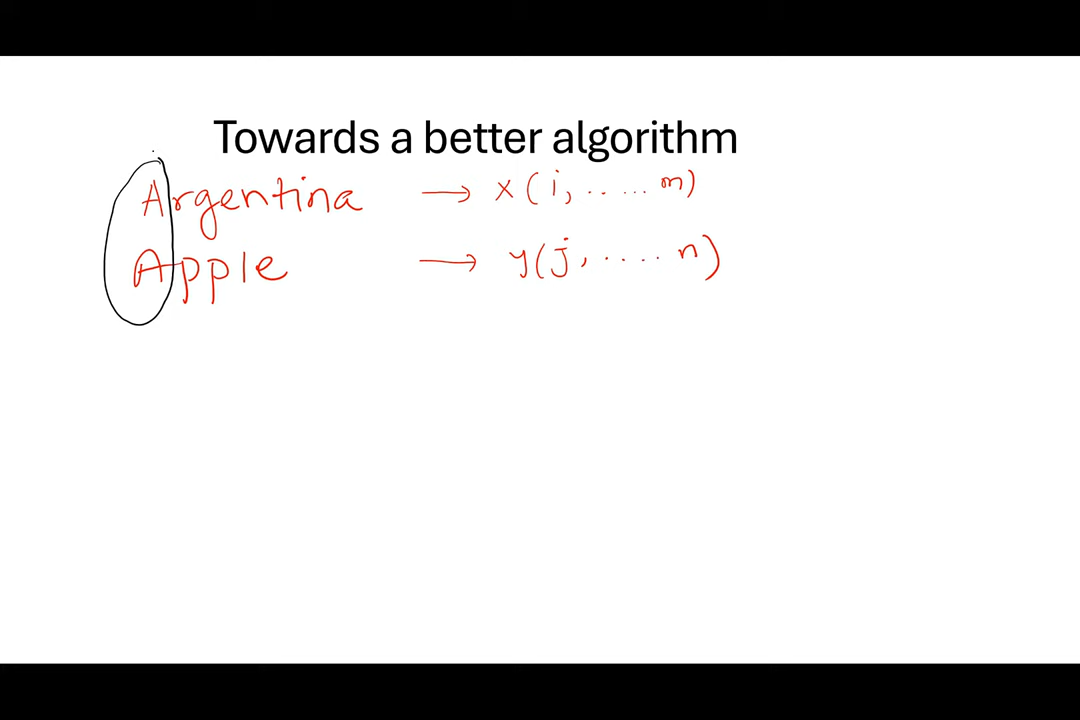 Towards a better algorithm
Argentina → x(i, ..... m)
Apple → y(j, ..... n)